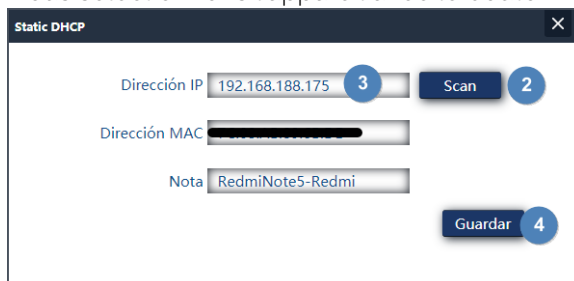 Static DHCP
Dirección IP 192.168.188.175 3 Scan 2
Dirección MAC
Nota RedmiNote5-Redmi
Guardar 4